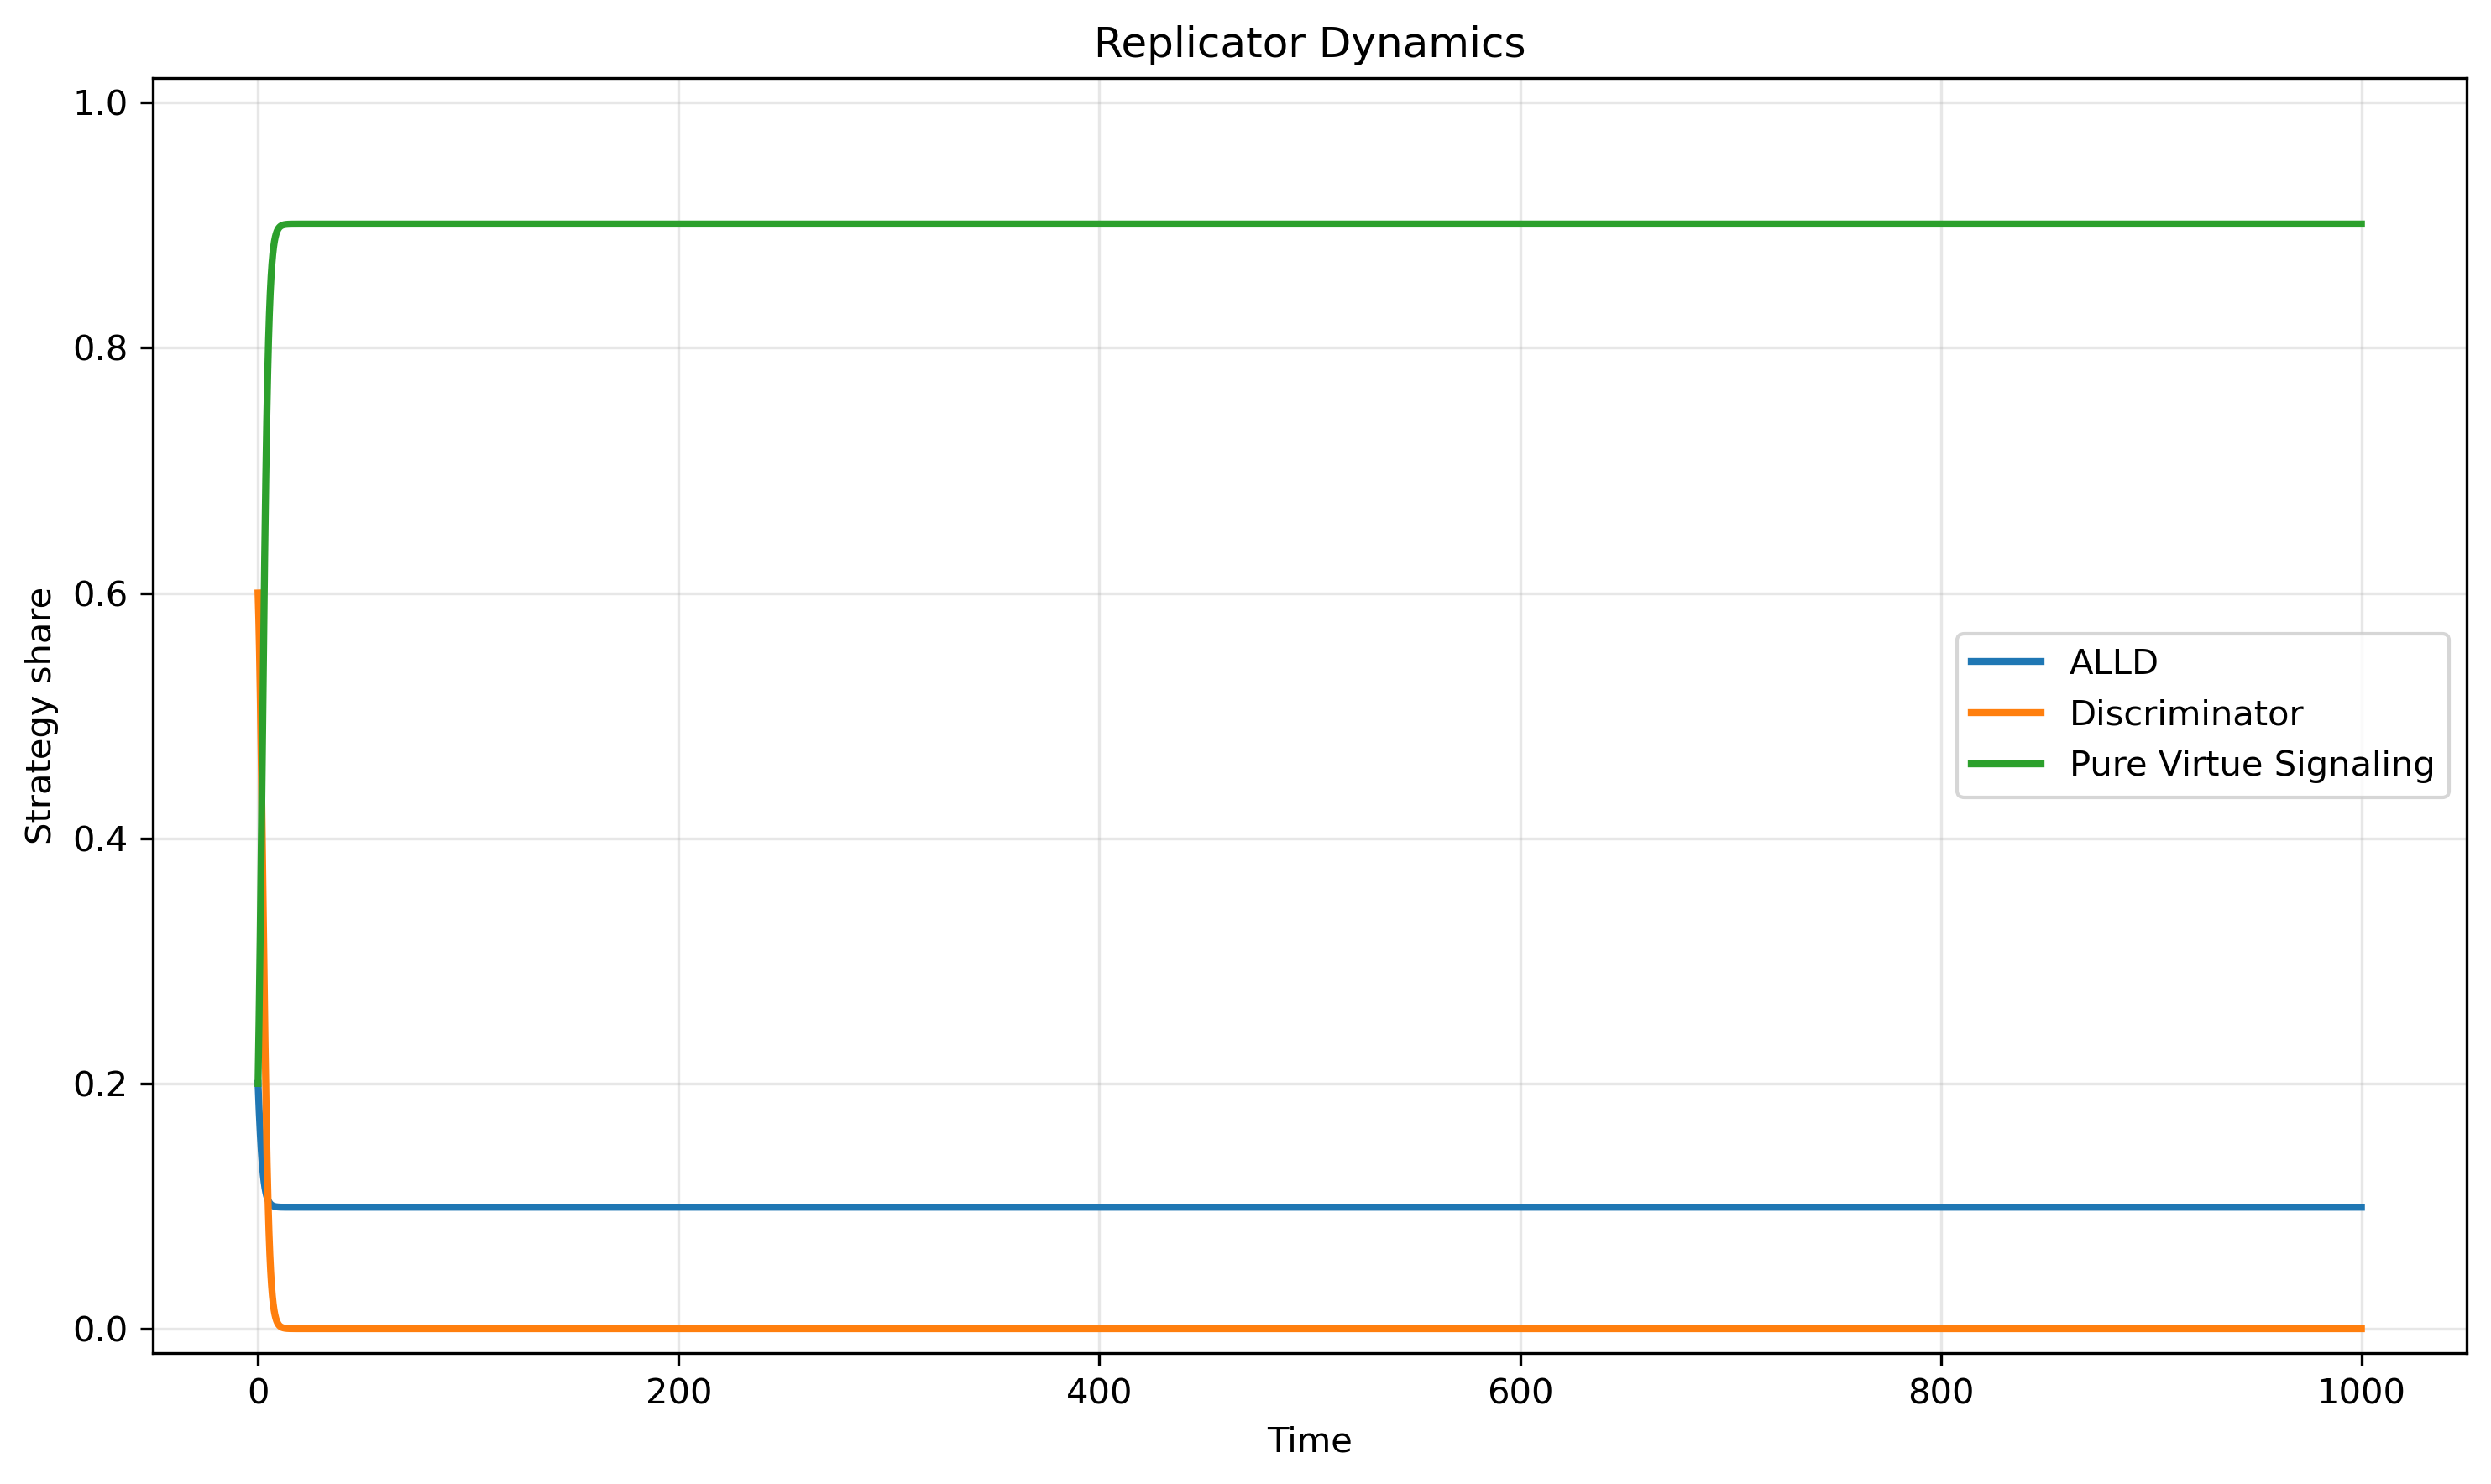 Replicator Dynamics
Strategy share
1.0
0.8
0.6
0.4
0.2
0.0
ALLD
Discriminator
Pure Virtue Signaling
0 200 400 600 800 1000
Time